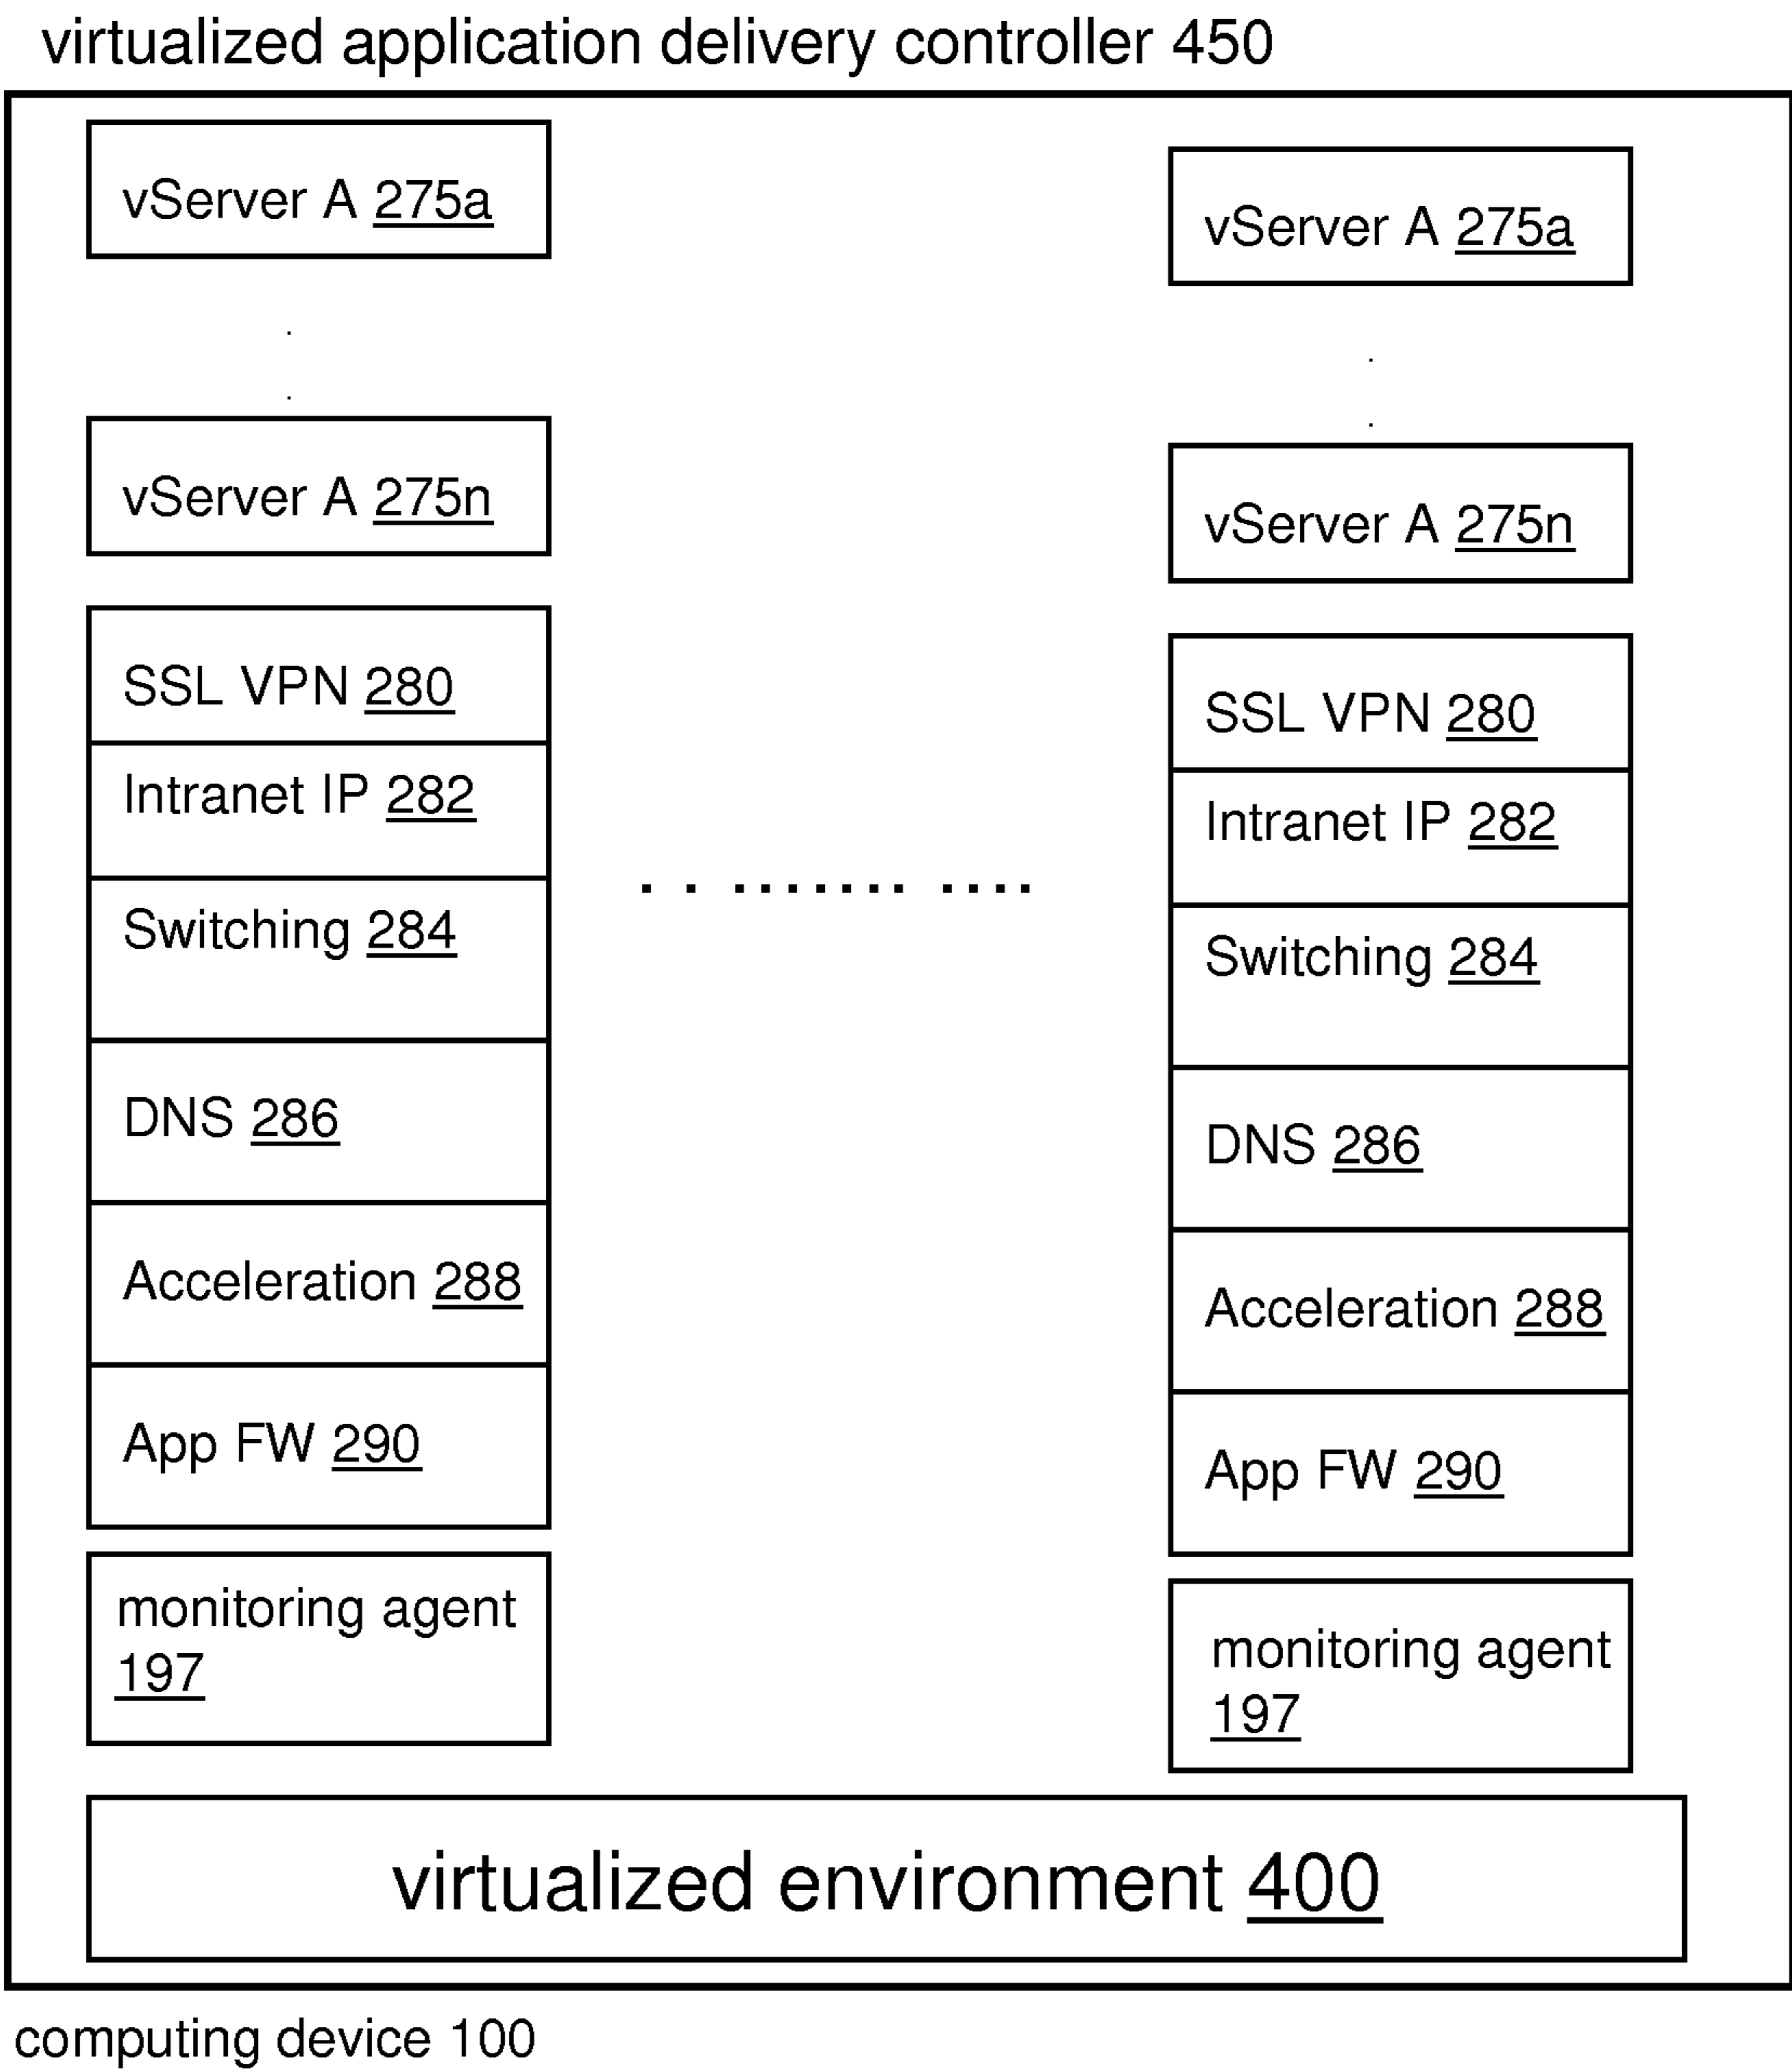 virtualized application delivery controller 450
vServer A 275a
vServer A 275n
SSL VPN 280
Intranet IP 282
Switching 284
DNS 286
Acceleration 288
App FW 290
monitoring agent
197
vServer A 275a
vServer A 275n
SSL VPN 280
Intranet IP 282
Switching 284
DNS 286
Acceleration 288
App FW 290
monitoring agent
197
virtualized environment 400
computing device 100